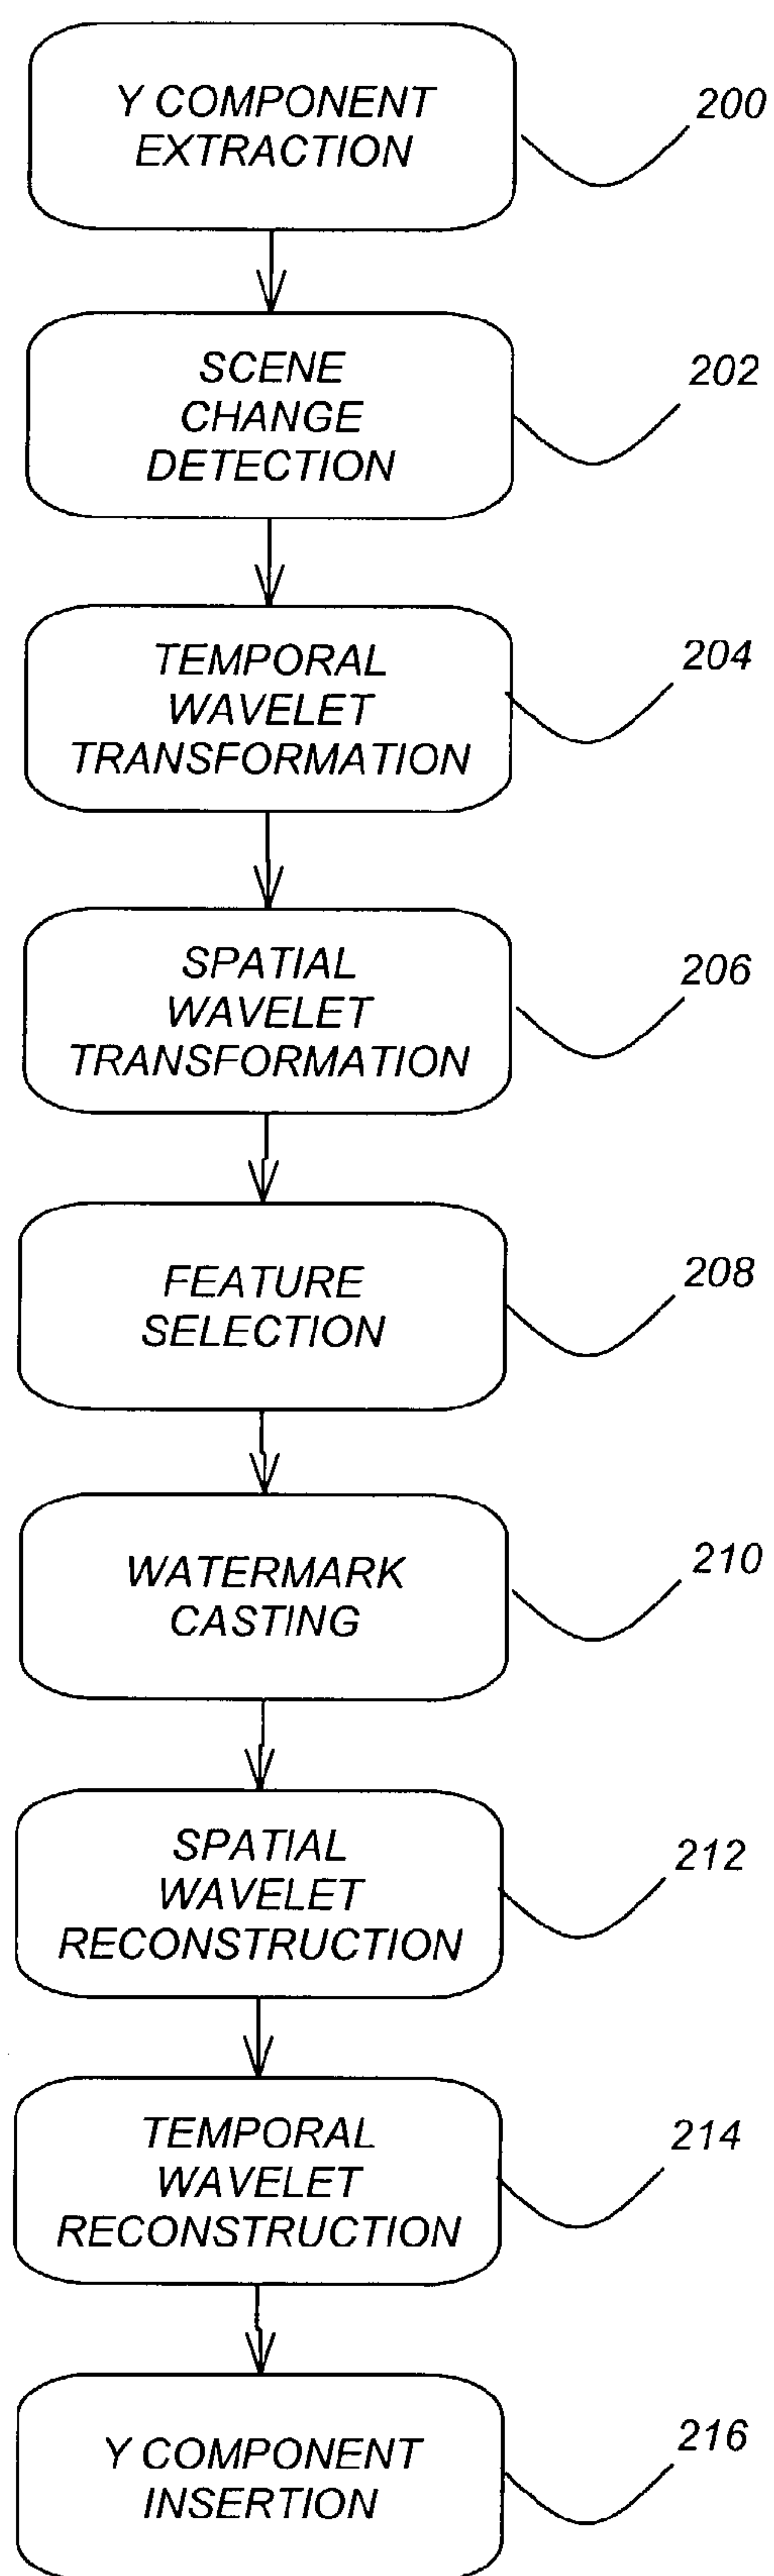 Y COMPONENT
EXTRACTION
200
SCENE
CHANGE
DETECTION
202
TEMPORAL
WAVELET
TRANSFORMATION
204
SPATIAL
WAVELET
TRANSFORMATION
206
FEATURE
SELECTION
208
WATERMARK
CASTING
210
SPATIAL
WAVELET
RECONSTRUCTION
212
TEMPORAL
WAVELET
RECONSTRUCTION
214
Y COMPONENT
INSERTION
216